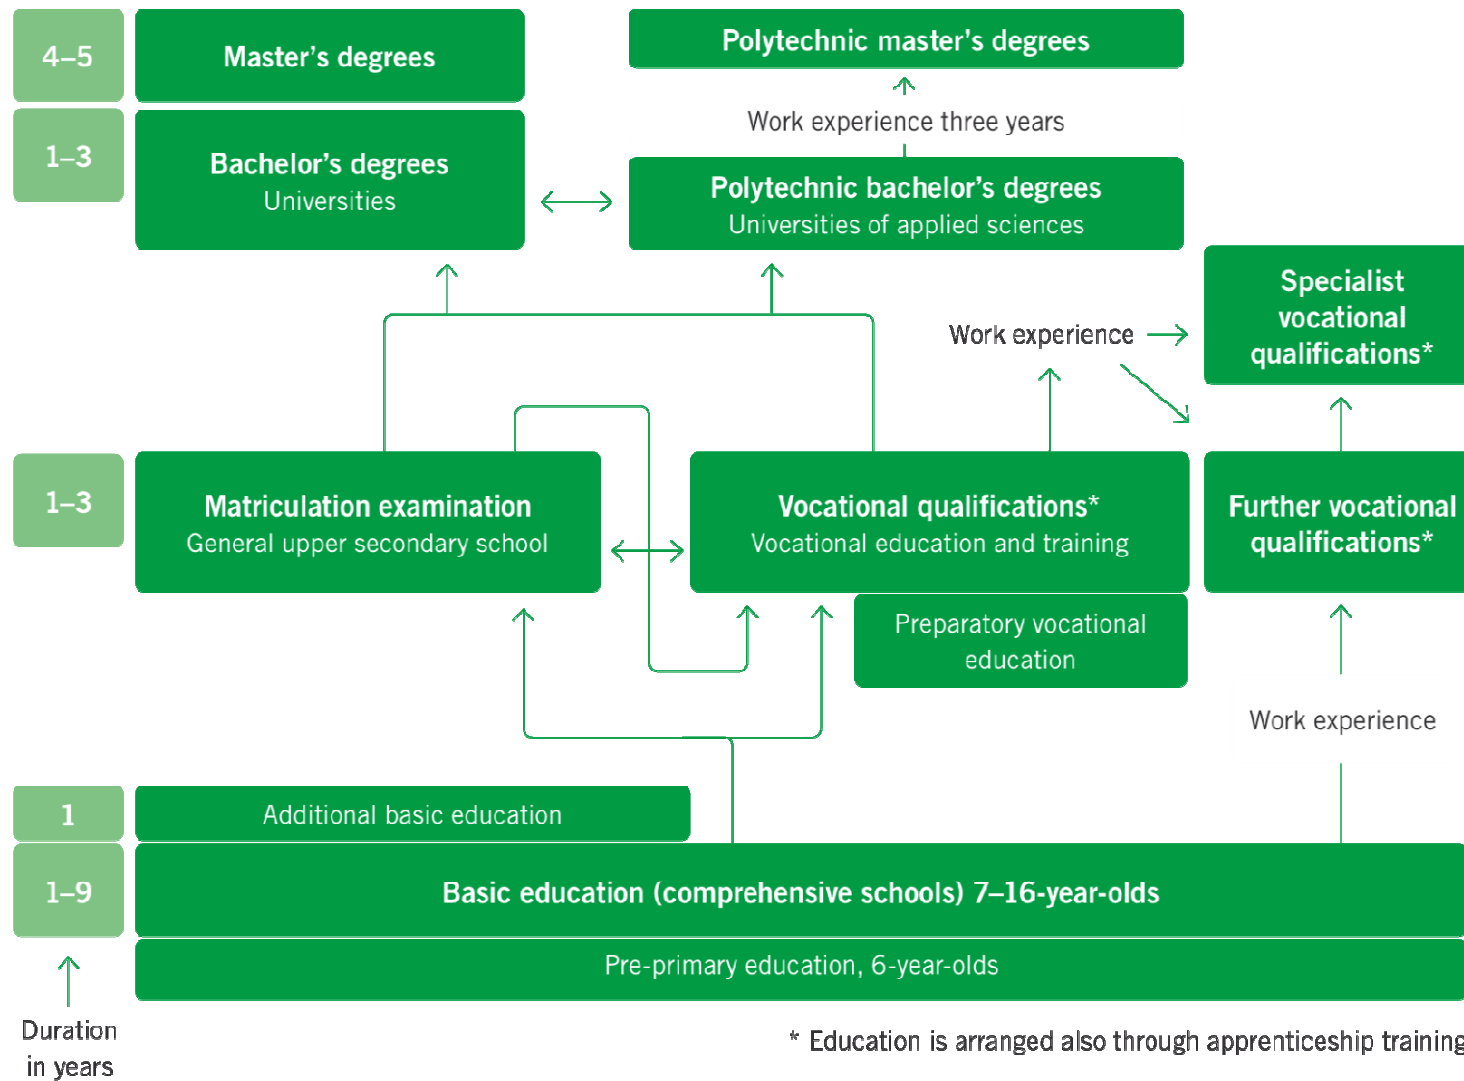 4–5
Master's degrees
Polytechnic master's degrees
Work experience three years
1–3
Bachelor's degrees
Universities
Polytechnic bachelor's degrees
Universities of applied sciences
Specialist
vocational
qualifications*
Work experience
1–3
Matriculation examination
General upper secondary school
Vocational qualifications*
Vocational education and training
Further vocational
qualifications*
Preparatory vocational
education
Work experience
1
Additional basic education
1–9
Basic education (comprehensive schools) 7–16-year-olds
Pre-primary education, 6-year-olds
Duration
in years
* Education is arranged also through apprenticeship training